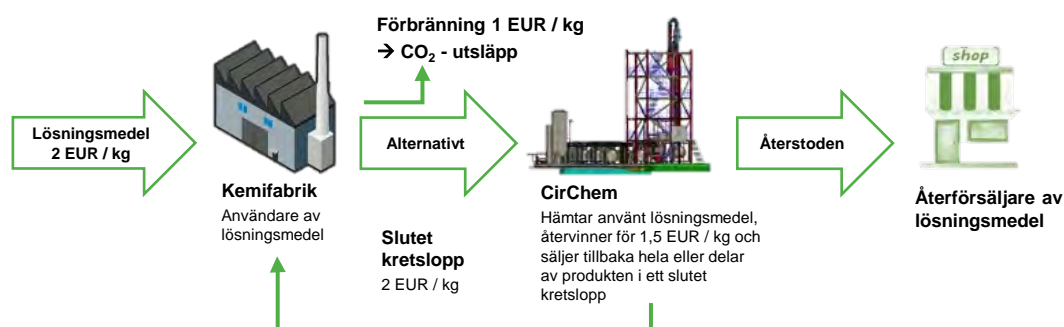 Förbränning 1 EUR / kg
→ CO₂ - utsläpp
shop
Lösningsmedel
2 EUR / kg
Alternativt
Återstoden
Kemifabrik
Användare av
lösningsmedel
Slutet
kretslopp
2 EUR / kg
CirChem
Hämtar använt lösningsmedel,
återvinner för 1,5 EUR / kg och
säljer tillbaka hela eller delar
av produkten i ett slutet
kretslopp
Återförsäljare av
lösningsmedel